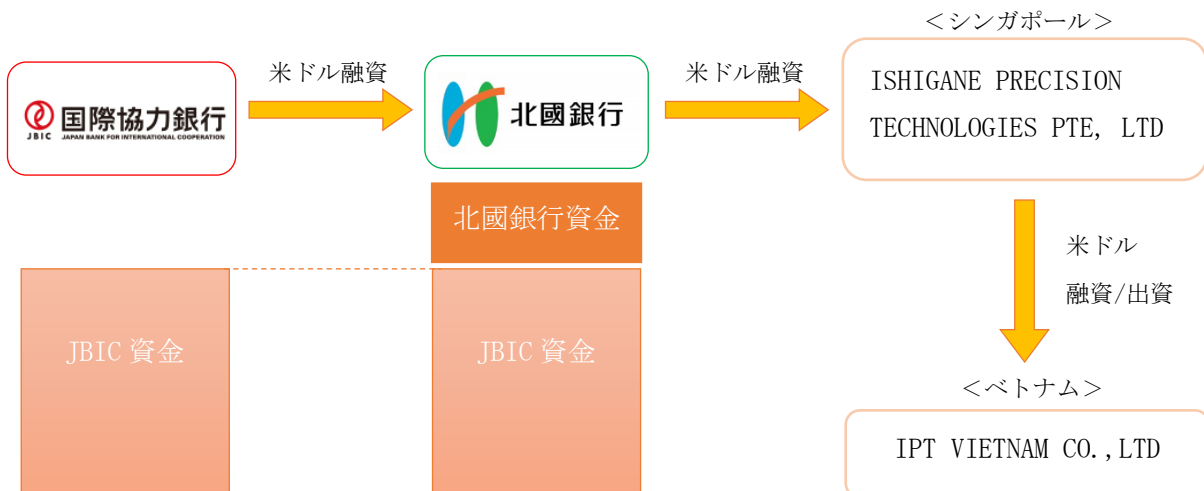 ＜シンガポール＞
米ドル融資
米ドル融資
国際協力銀行
JBIC JAPAN BANK FOR INTERNATIONAL COOPERATION
北國銀行
ISHIGANE PRECISION
TECHNOLOGIES PTE, LTD
北國銀行資金
米ドル
融資/出資
JBIC 資金
JBIC 資金
＜ベトナム＞
IPT VIETNAM CO.,LTD